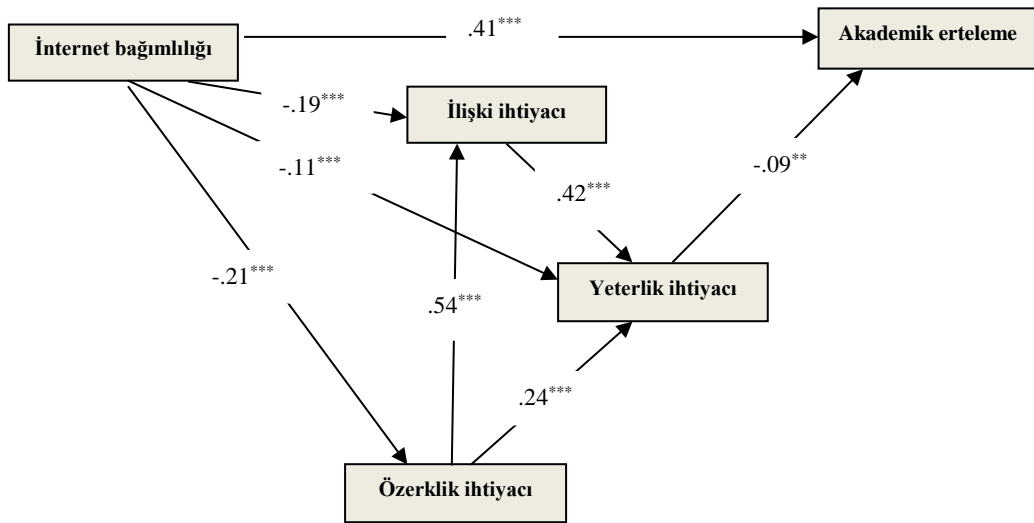 İnternet bağımlılığı
.41***
Akademik erteleme
-.19***
İlişki ihtiyacı
-.11***
.42***
-.09**
-.21***
.54***
Yeterlik ihtiyacı
.24***
Özerklik ihtiyacı